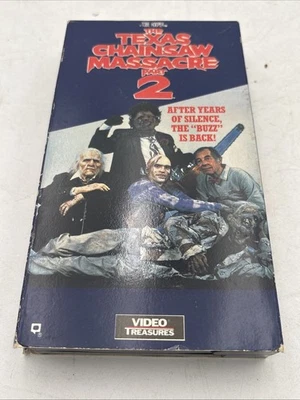 THE
TEXAS
CHAINSAW
MASSACRE
PART
2
AFTER YEARS
OF SILENCE,
THE "BUZZ"
IS BACK!
VIDEO
TREASURES